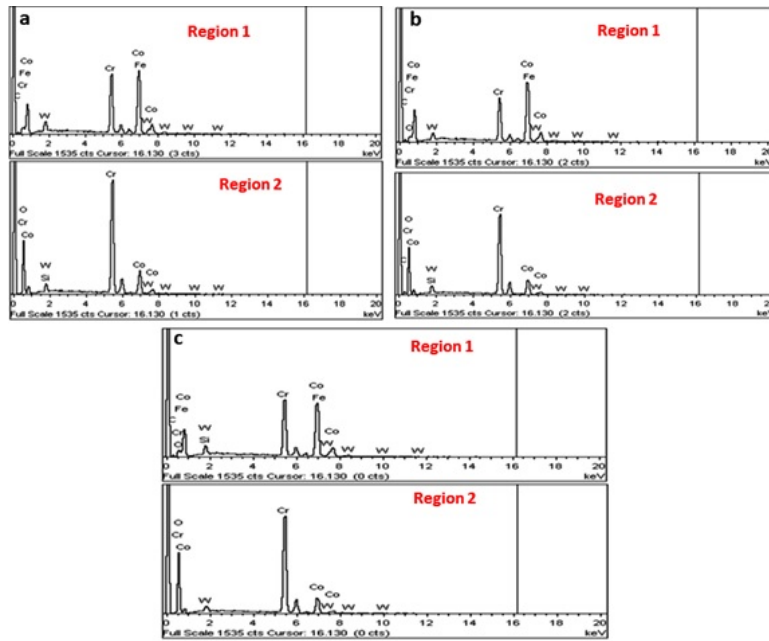 a
Region 1
Co
Fe
Cr
C
W
Cr
Co
Fe
W
Co
W
W
W
0 2 4 6 8 10 12 14 16 18 20
Full Scale 1535 cts Cursor: 16.130 (3 cts) keV
Region 2
O
Cr
Co
W
Si
Cr
Co
W
Co
W
W
W
0 2 4 6 8 10 12 14 16 18 20
Full Scale 1535 cts Cursor: 16.130 (1 cts) keV
b
Region 1
Co
Fe
Cr
C
O
W
Cr
Co
Fe
W
Co
W
W
W
0 2 4 6 8 10 12 14 16 18 20
Full Scale 1535 cts Cursor: 16.130 (2 cts) keV
Region 2
O
Cr
C
Co
W
Si
Cr
Co
W
Co
W
W
0 2 4 6 8 10 12 14 16 18 20
Full Scale 1535 cts Cursor: 16.130 (2 cts) keV
c
Region 1
Co
Fe
C
Cr
O
W
Si
Cr
Co
Fe
W
Co
W
W
W
0 2 4 6 8 10 12 14 16 18 20
Full Scale 1535 cts Cursor: 16.130 (0 cts) keV
Region 2
O
Cr
Co
W
Cr
Co
W
Co
W
W
0 2 4 6 8 10 12 14 16 18 20
Full Scale 1535 cts Cursor: 16.130 (0 cts) keV